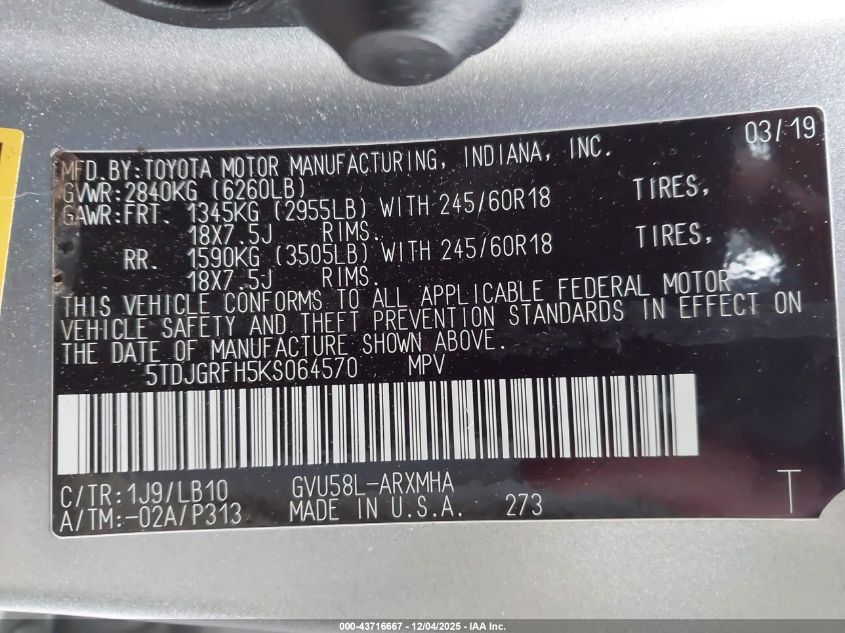 03/19
MFD.BY:TOYOTA MOTOR MANUFACTURING, INDIANA, INC.
GVWR:2840KG (6260LB)
GAWR:FRT. 1345KG (2955LB) WITH 245/60R18 TIRES,
18X7.5J RIMS.
RR. 1590KG (3505LB) WITH 245/60R18 TIRES,
18X7.5J RIMS.
THIS VEHICLE CONFORMS TO ALL APPLICABLE FEDERAL MOTOR
VEHICLE SAFETY AND THEFT PREVENTION STANDARDS IN EFFECT ON
THE DATE OF MANUFACTURE SHOWN ABOVE.
5TDJGRFH5KS064570 MPV
C/TR:1J9/LB10 GVU58L-ARXMHA T
A/TM:-02A/P313 MADE IN U.S.A. 273
000-43716667 - 12/04/2025 - IAA Inc.